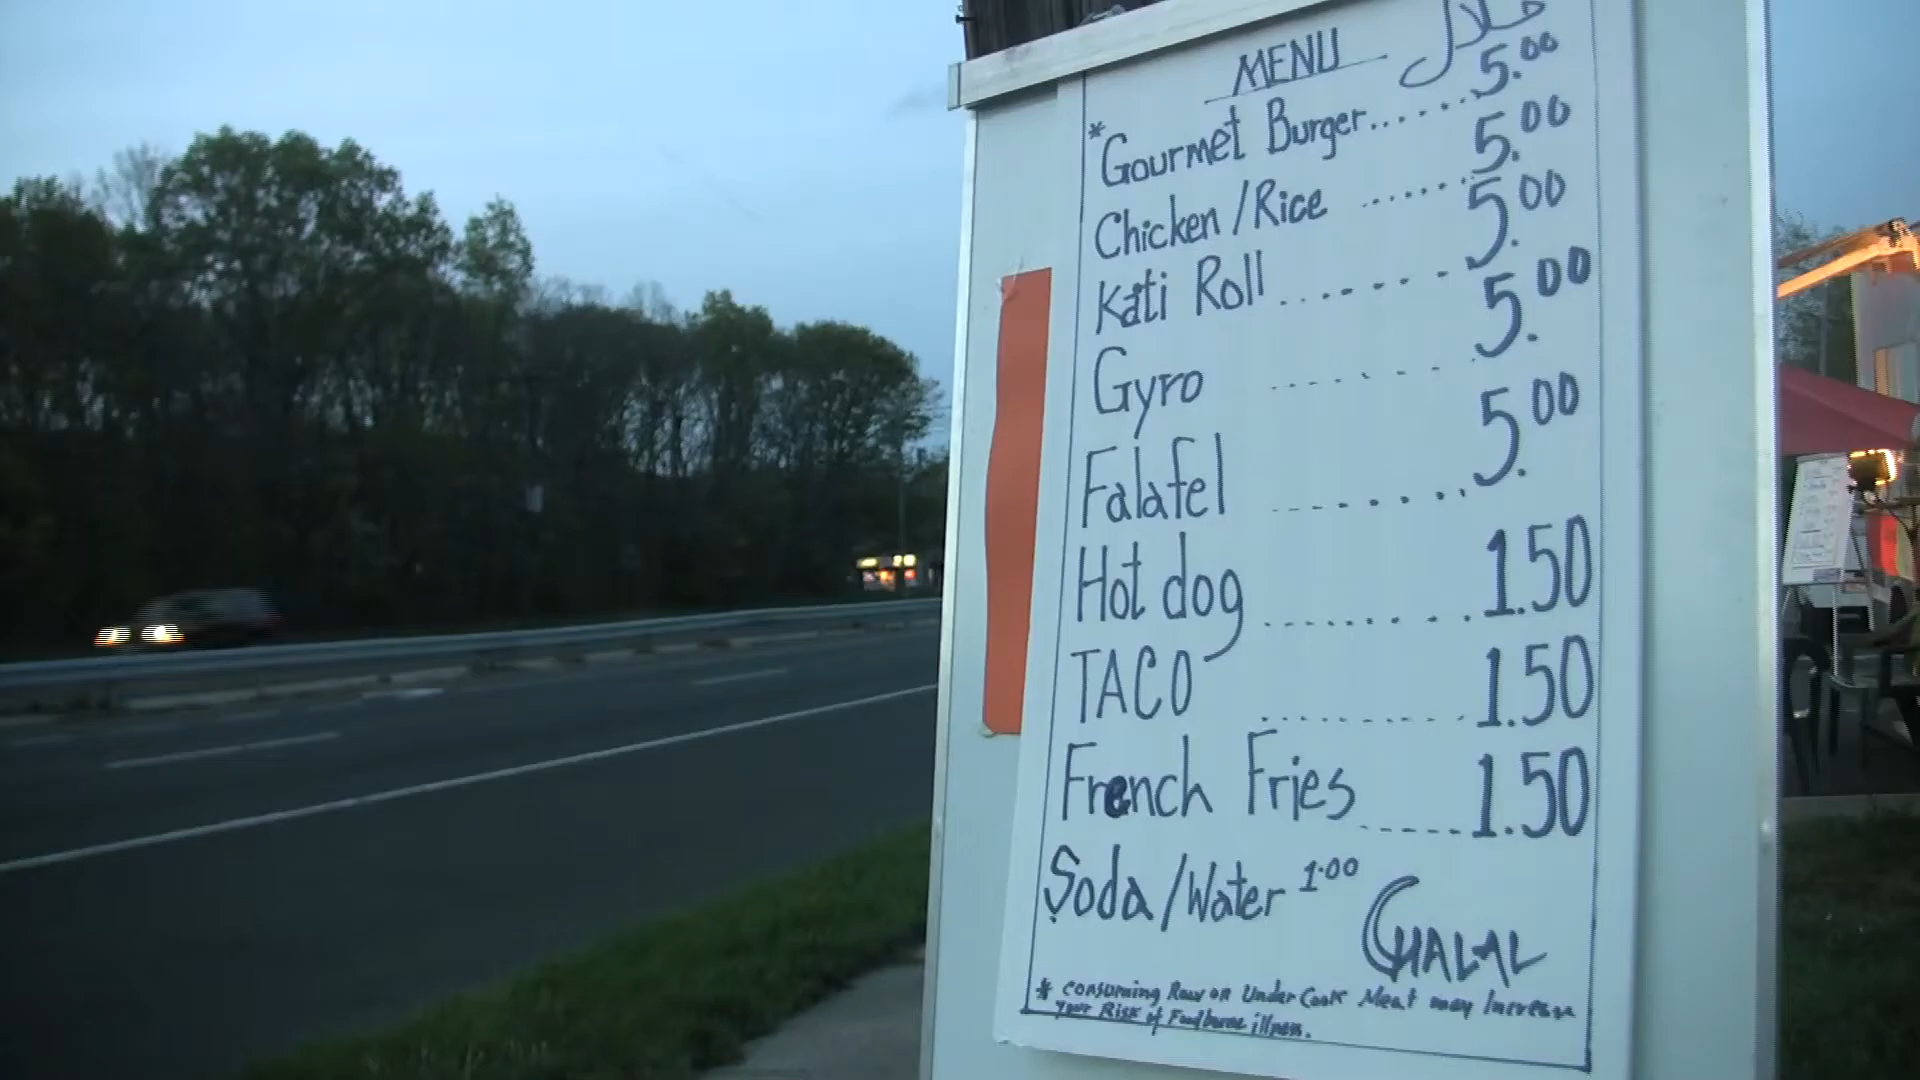 MENU حلال
*Gourmet Burger......5.00
Chicken/Rice.......5.00
Kati Roll.......5.00
Gyro.......5.00
Falafel.......5.00
Hot dog.........1.50
TACO.........1.50
French Fries.....1.50
Soda/Water 1.00
HALAL
* Consuming Raw or Under Cook Meat may Increase
Your Risk of Foodborne illness.